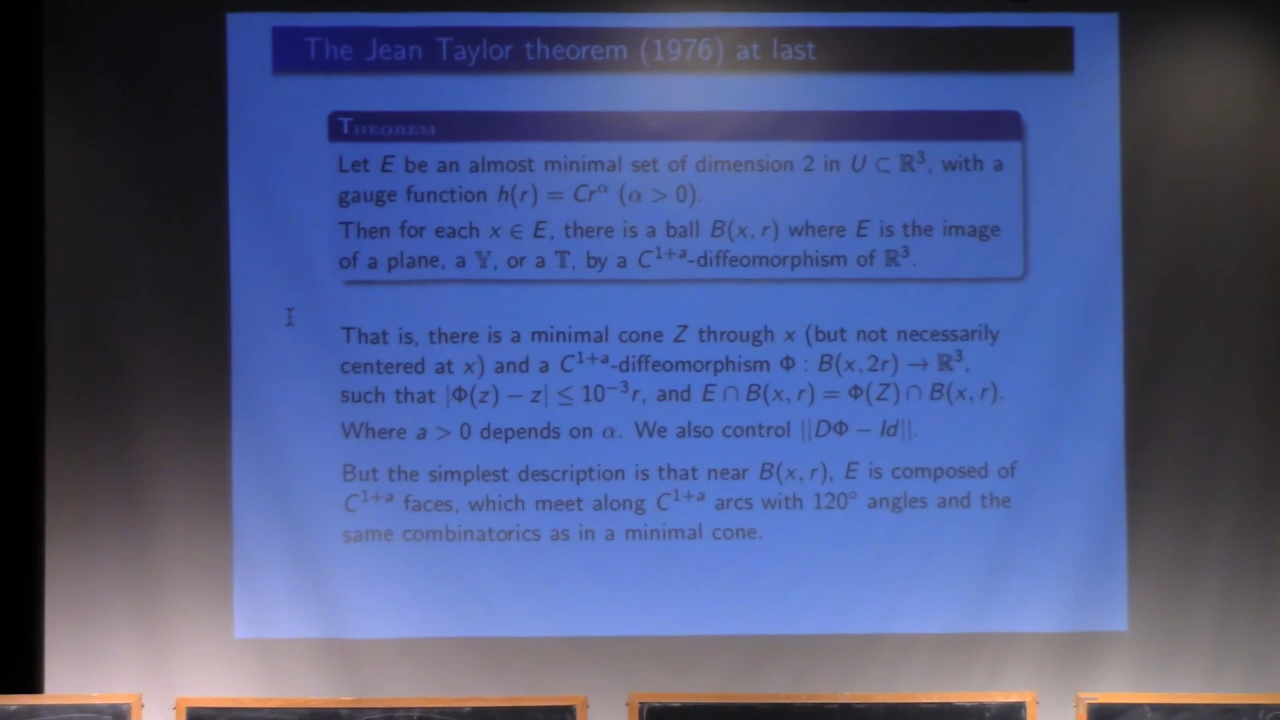 The Jean Taylor theorem (1976) at last
THEOREM
Let E be an almost minimal set of dimension 2 in U ⊂ ℝ³, with a
gauge function h(r) = Cr^α (α > 0).
Then for each x ∈ E, there is a ball B(x, r) where E is the image
of a plane, a 𝕐, or a 𝕋, by a C^{1+a}-diffeomorphism of ℝ³.
That is, there is a minimal cone Z through x (but not necessarily
centered at x) and a C^{1+a}-diffeomorphism Φ : B(x, 2r) → ℝ³,
such that |Φ(z) − z| ≤ 10⁻³r, and E ∩ B(x, r) = Φ(Z) ∩ B(x, r).
Where a > 0 depends on α. We also control ||DΦ − Id||.
But the simplest description is that near B(x, r), E is composed of
C^{1+a} faces, which meet along C^{1+a} arcs with 120° angles and the
same combinatorics as in a minimal cone.